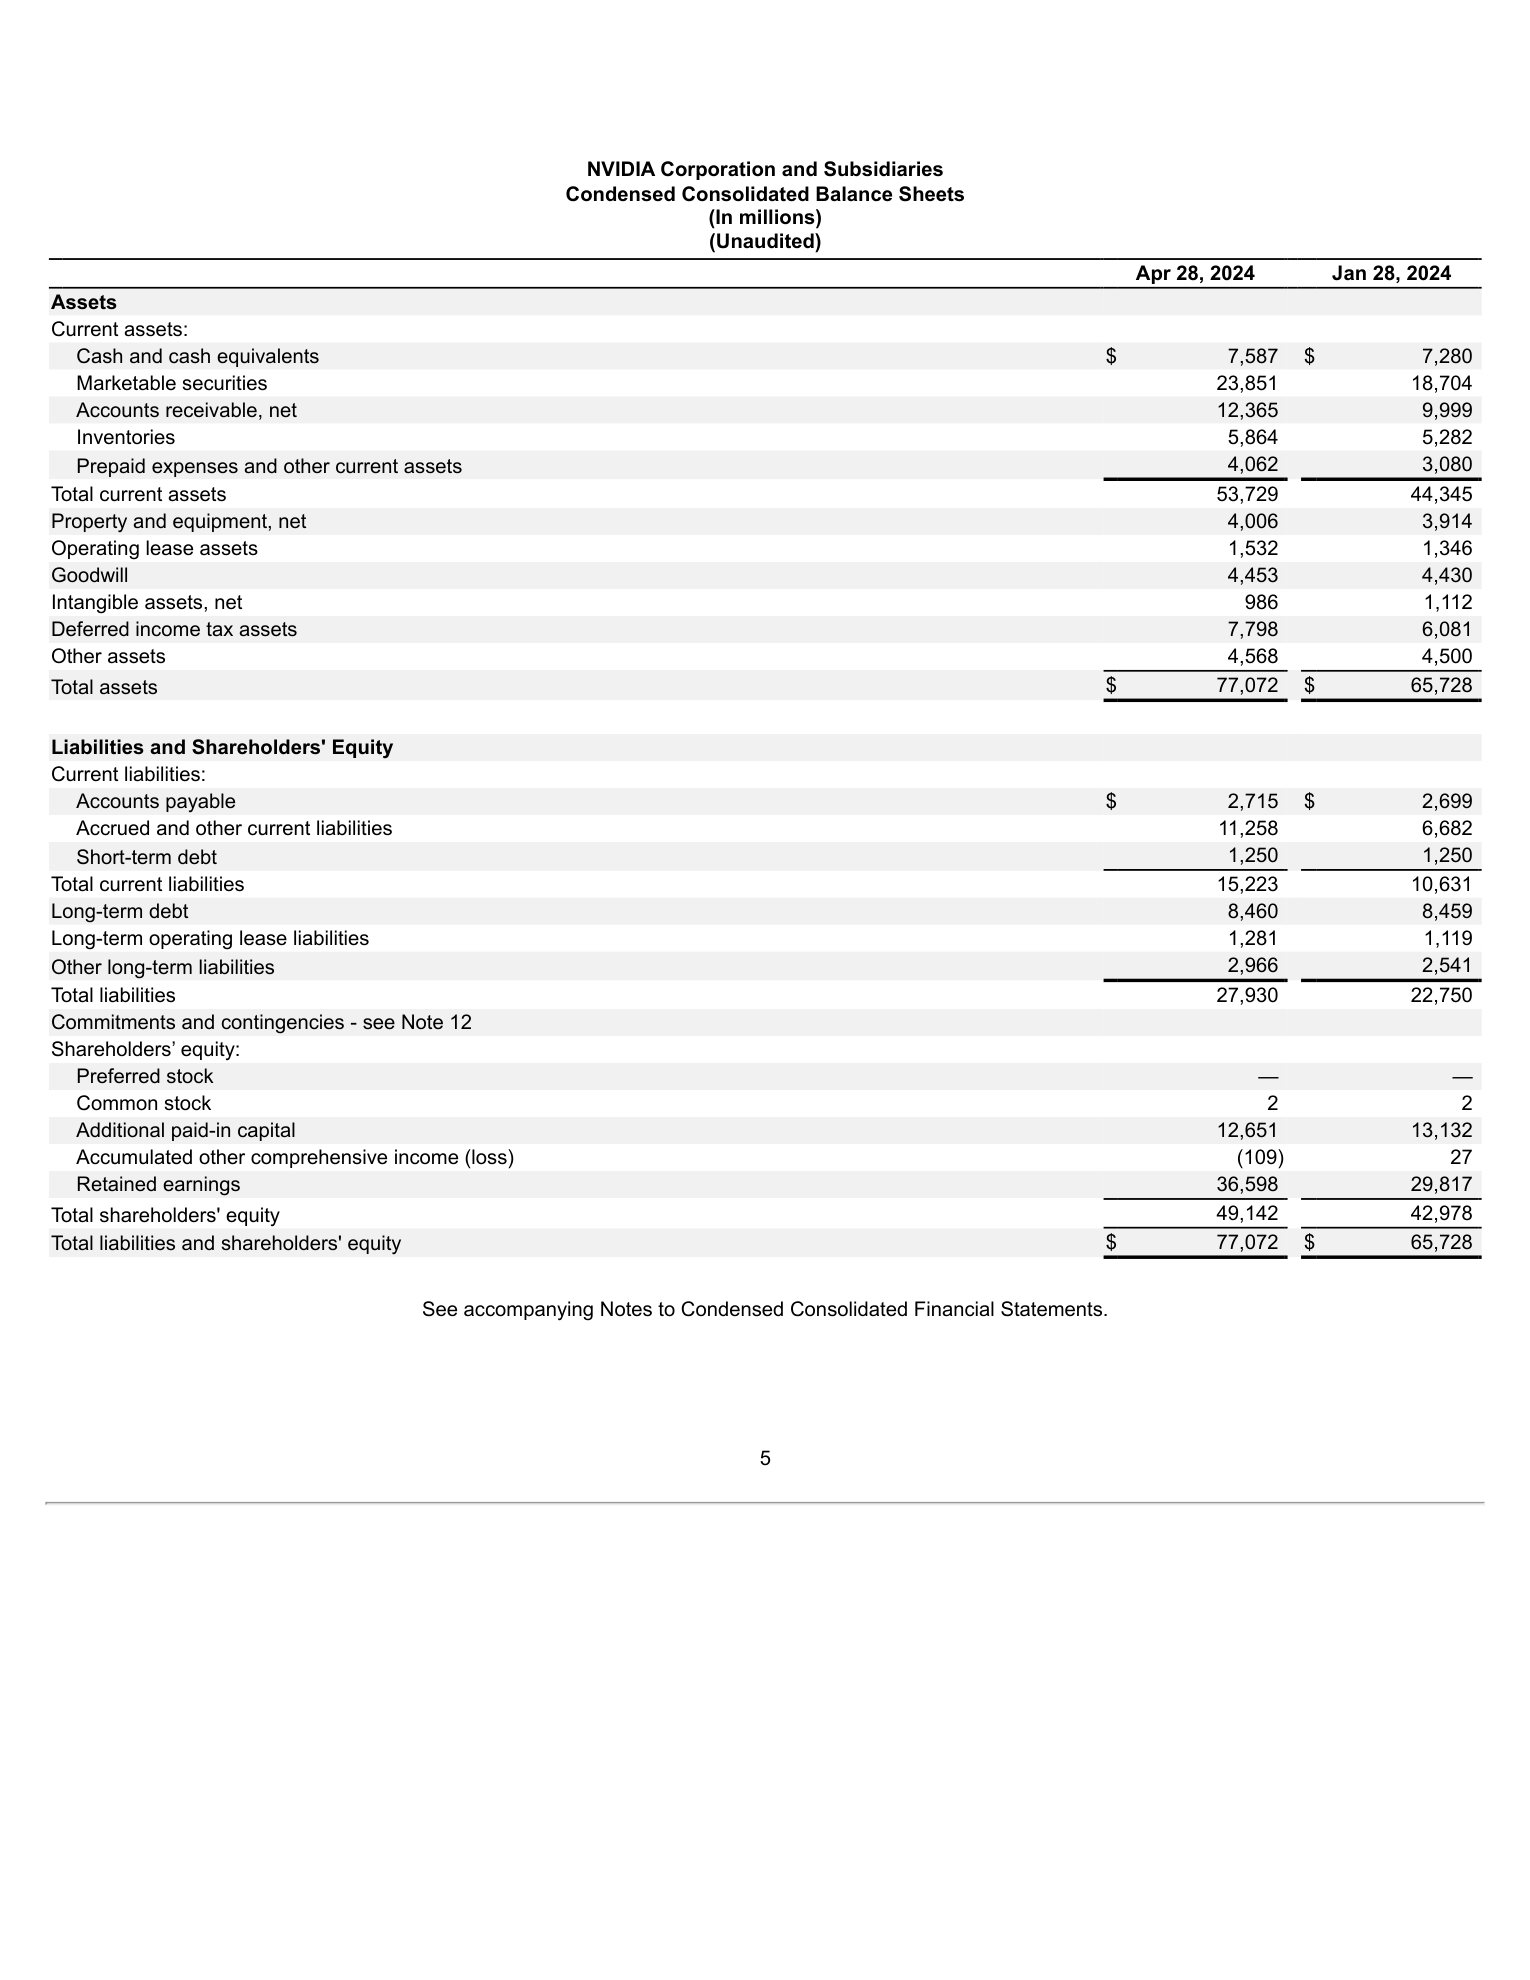 NVIDIA Corporation and Subsidiaries
Condensed Consolidated Balance Sheets
(In millions)
(Unaudited)
Apr 28, 2024 Jan 28, 2024
Assets
Current assets:
Cash and cash equivalents $ 7,587 $ 7,280
Marketable securities 23,851 18,704
Accounts receivable, net 12,365 9,999
Inventories 5,864 5,282
Prepaid expenses and other current assets 4,062 3,080
Total current assets 53,729 44,345
Property and equipment, net 4,006 3,914
Operating lease assets 1,532 1,346
Goodwill 4,453 4,430
Intangible assets, net 986 1,112
Deferred income tax assets 7,798 6,081
Other assets 4,568 4,500
Total assets $ 77,072 $ 65,728
Liabilities and Shareholders' Equity
Current liabilities:
Accounts payable $ 2,715 $ 2,699
Accrued and other current liabilities 11,258 6,682
Short-term debt 1,250 1,250
Total current liabilities 15,223 10,631
Long-term debt 8,460 8,459
Long-term operating lease liabilities 1,281 1,119
Other long-term liabilities 2,966 2,541
Total liabilities 27,930 22,750
Commitments and contingencies - see Note 12
Shareholders’ equity:
Preferred stock — —
Common stock 2 2
Additional paid-in capital 12,651 13,132
Accumulated other comprehensive income (loss) (109) 27
Retained earnings 36,598 29,817
Total shareholders' equity 49,142 42,978
Total liabilities and shareholders' equity $ 77,072 $ 65,728
See accompanying Notes to Condensed Consolidated Financial Statements.
5